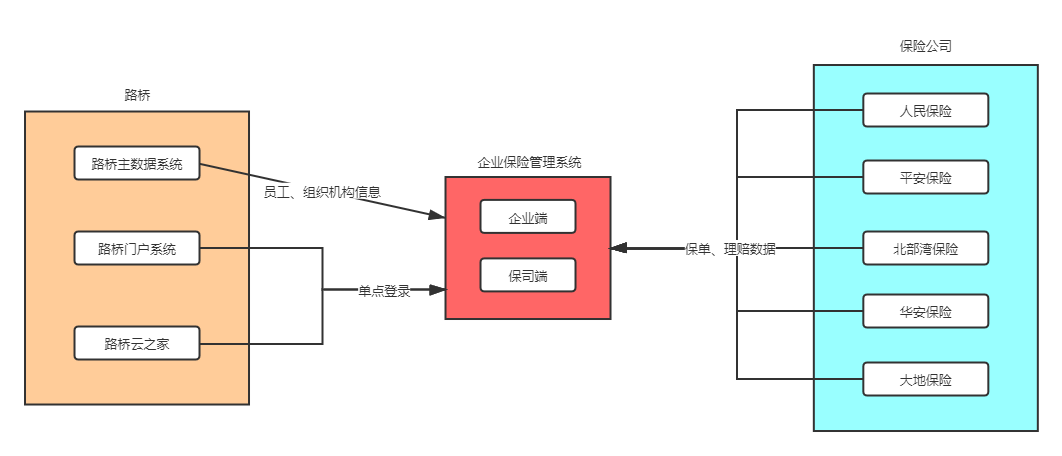 路桥
路桥主数据系统
路桥门户系统
路桥云之家
员工、组织机构信息
单点登录
企业保险管理系统
企业端
保司端
保单、理赔数据
保险公司
人民保险
平安保险
北部湾保险
华安保险
大地保险